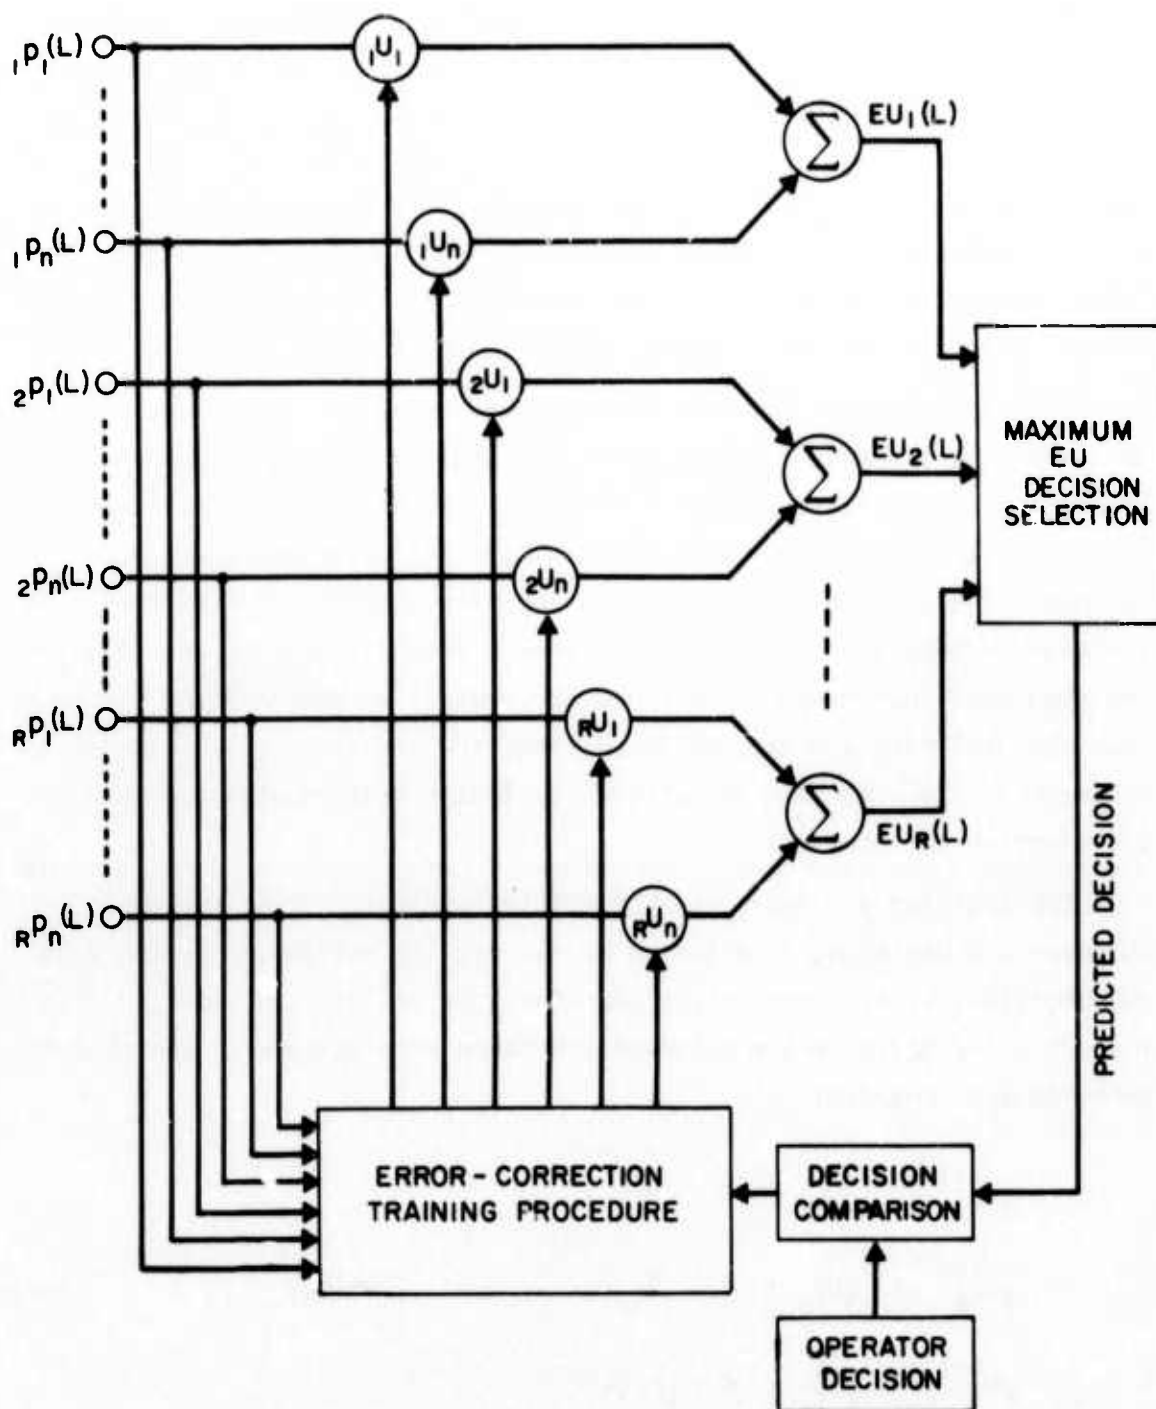 ₁p₁(L)
₁U₁
EU₁(L)
Σ
₁pₙ(L)
₁Uₙ
₂p₁(L)
₂U₁
EU₂(L)
Σ
MAXIMUM
EU
DECISION
SELECTION
₂pₙ(L)
₂Uₙ
Rp₁(L)
RU₁
Σ
EU_R(L)
Rpₙ(L)
RUₙ
PREDICTED DECISION
ERROR-CORRECTION
TRAINING PROCEDURE
DECISION
COMPARISON
OPERATOR
DECISION